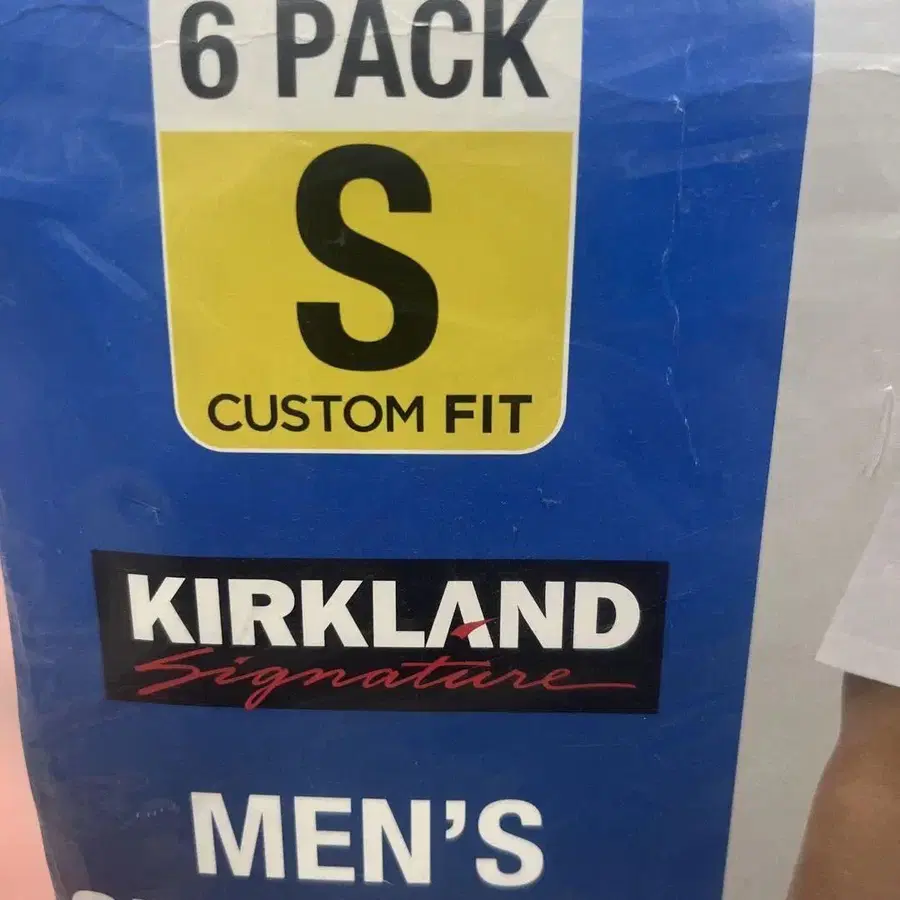 6 PACK
S
CUSTOM FIT
KIRKLAND
Signature
MEN'S